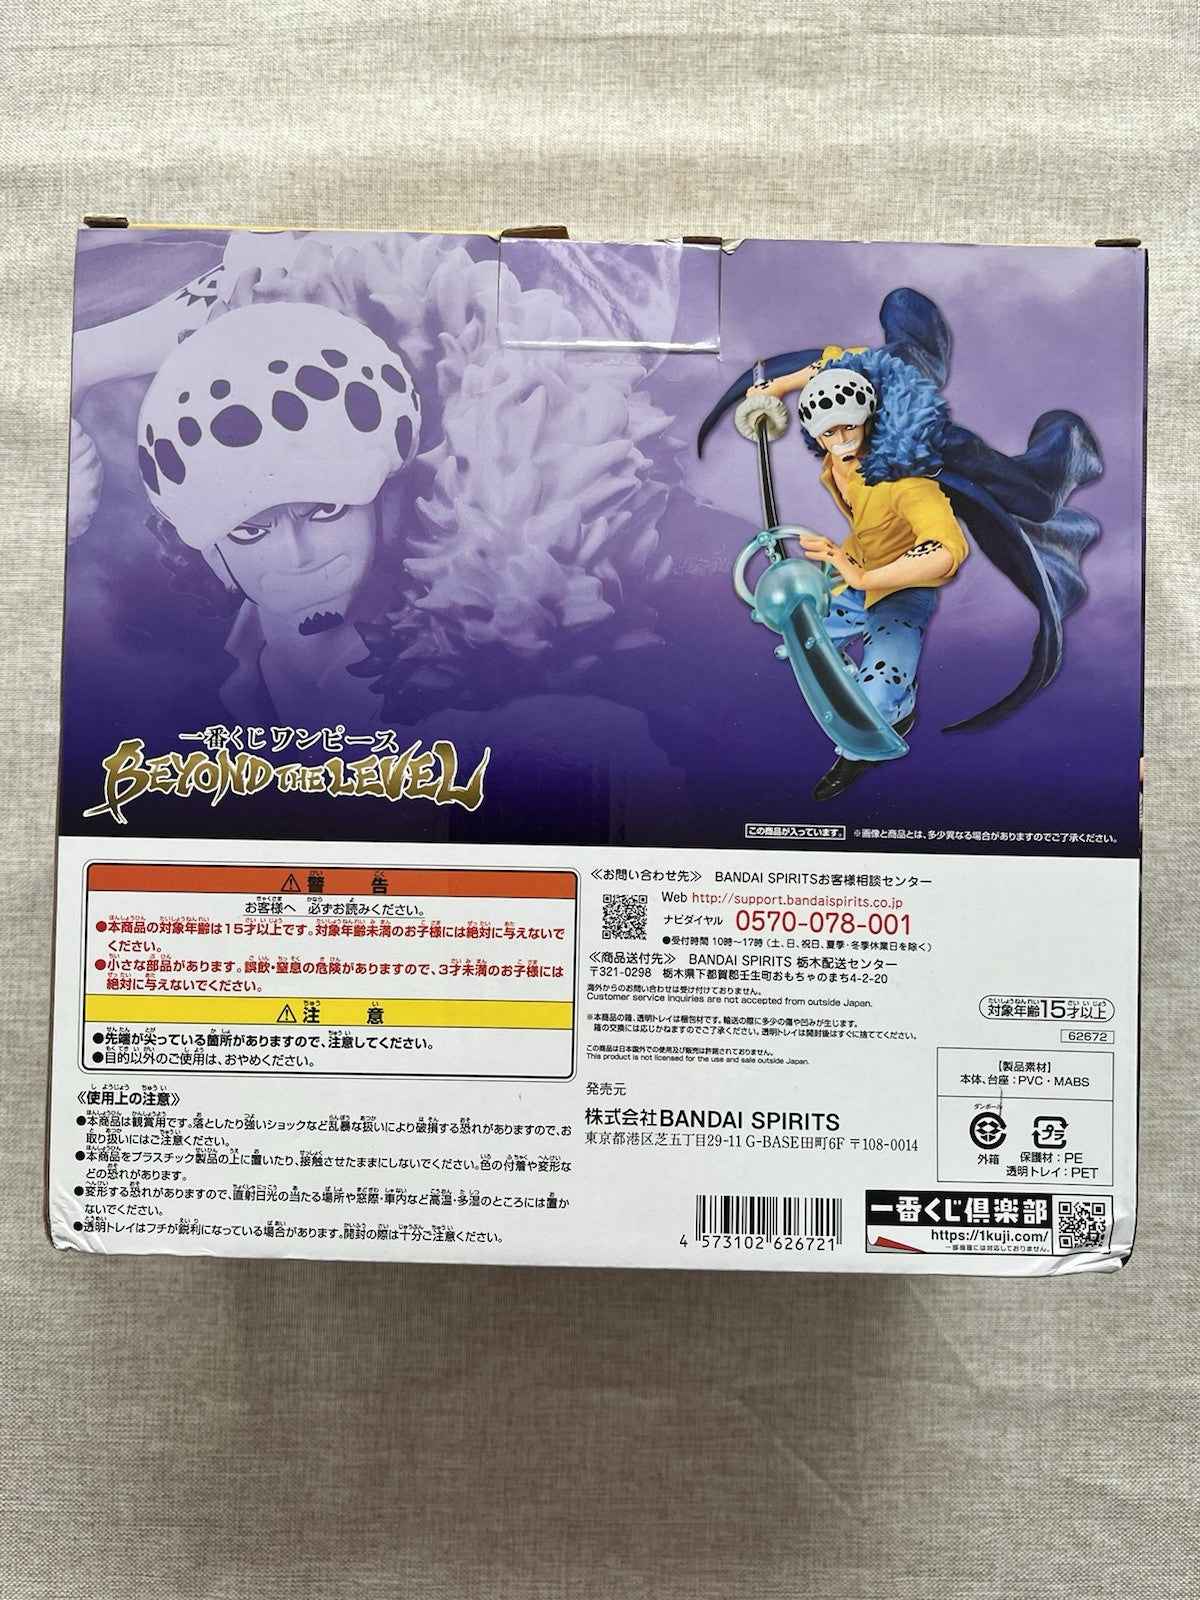 一番くじ ワンピース
BEYOND THE LEVEL
この商品が入っています。 ※画像と商品とは、多少異なる場合がありますのでご了承ください。
⚠警告
お客様へ 必ずお読みください。
●本商品の対象年齢は15才以上です。対象年齢未満のお子様には絶対に与えないで
ください。
●小さな部品があります。誤飲・窒息の危険がありますので、3才未満のお子様には
絶対に与えないでください。
⚠注意
●先端が尖っている箇所がありますので、注意してください。
●目的以外のご使用は、おやめください。
《使用上の注意》
●本商品は観賞用です。落としたり強いショックなど乱暴な扱いにより破損する恐れがありますので、お
取り扱いにはご注意ください。
●本商品をプラスチック製品の上に置いたり、接触させたままにしないでください。色の付着や変形な
どの恐れがあります。
●変形する恐れがありますので、直射日光の当たる場所や窓際・車内など高温・多湿のところには置か
ないでください。
●透明トレイはフチが鋭利になっている場合があります。開封の際は十分ご注意ください。
≪お問い合わせ先≫ BANDAI SPIRITSお客様相談センター
Web http://support.bandaispirits.co.jp
ナビダイヤル 0570-078-001
●受付時間 10時〜17時（土、日、祝日、夏季・冬季休業日を除く）
≪商品送付先≫ BANDAI SPIRITS 栃木配送センター
〒321-0298 栃木県下都賀郡壬生町おもちゃのまち4-2-20
海外からのお問い合わせは受け付けておりません。
Customer service inquiries are not accepted from outside Japan.
※本商品の箱、透明トレイは梱包材です。輸送の際に多少の傷や凹みが生じます。
箱の交換には応じかねますのでご了承ください。透明トレイは開封後はすぐに捨ててください。
この商品は日本国外での使用及び販売は許諾されておりません。
This product is not licensed for the use and sale outside Japan.
発売元
株式会社BANDAI SPIRITS
東京都港区芝五丁目29-11 G-BASE田町6F 〒108-0014
対象年齢15才以上
62672
【製品素材】
本体、台座：PVC・MABS
ダンボール
外箱
プラ
保護材：PE
透明トレイ：PET
4 573102 626721
一番くじ倶楽部
https://1kuji.com/
一部機種には対応しておりません。